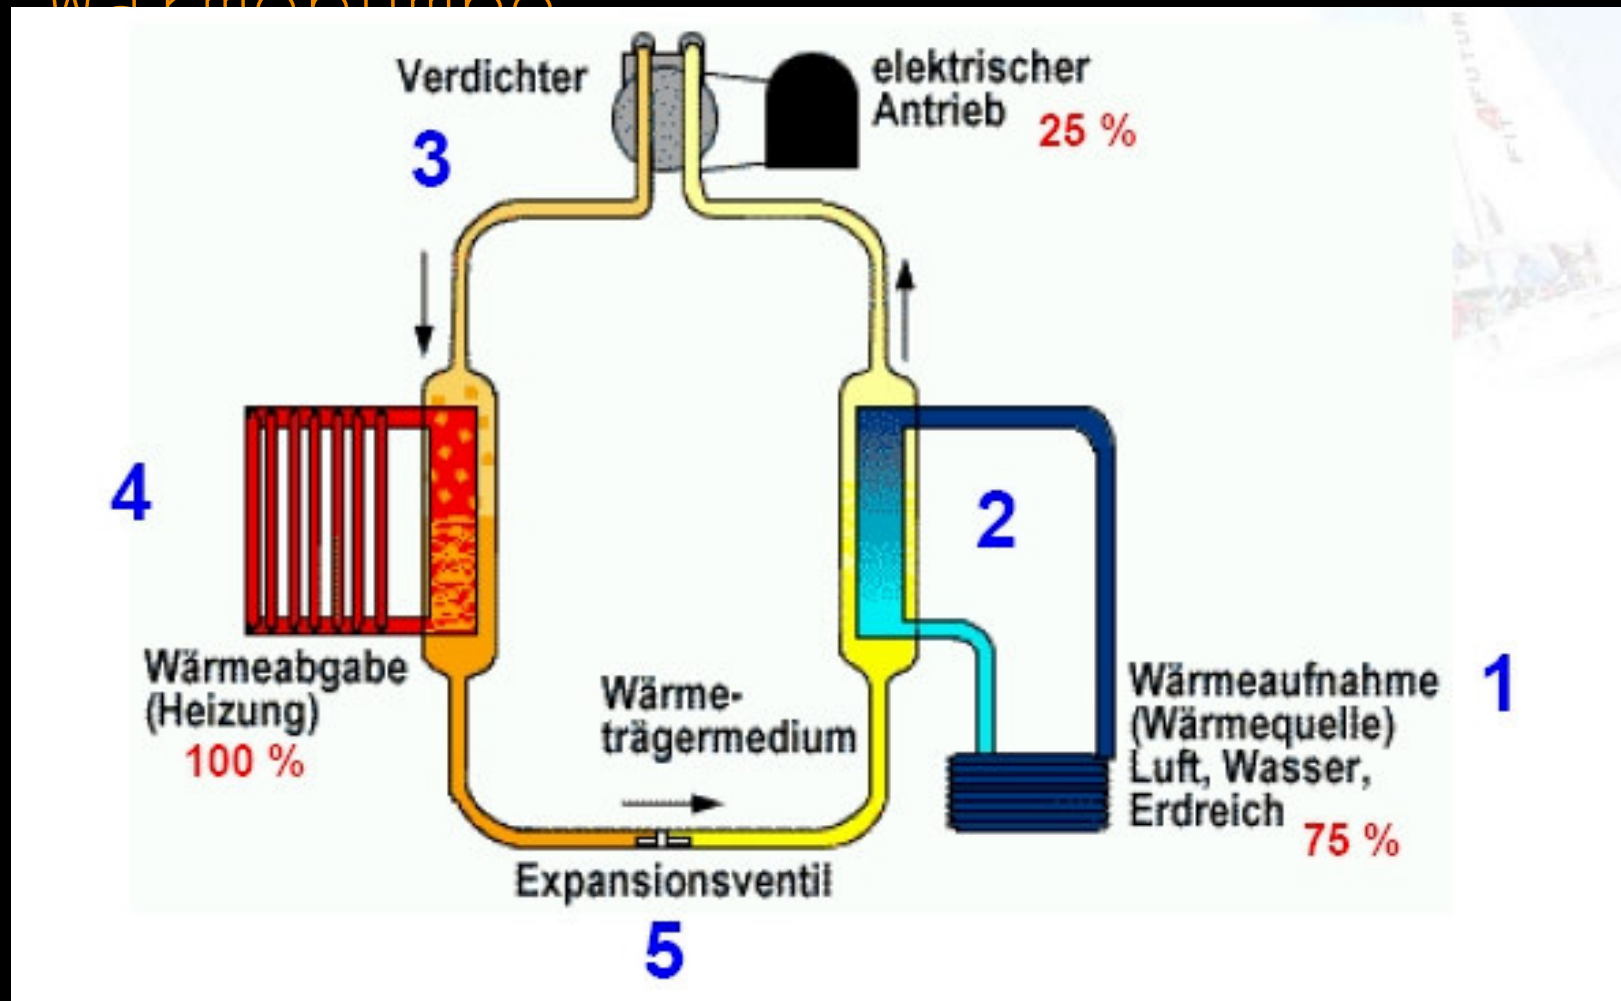 Wärmepumpe
Verdichter
3
elektrischer
Antrieb 25 %
4
Wärmeabgabe
(Heizung)
100 %
Wärme-
trägermedium
2
1
Wärmeaufnahme
(Wärmequelle)
Luft, Wasser,
Erdreich
75 %
Expansionsventil
5